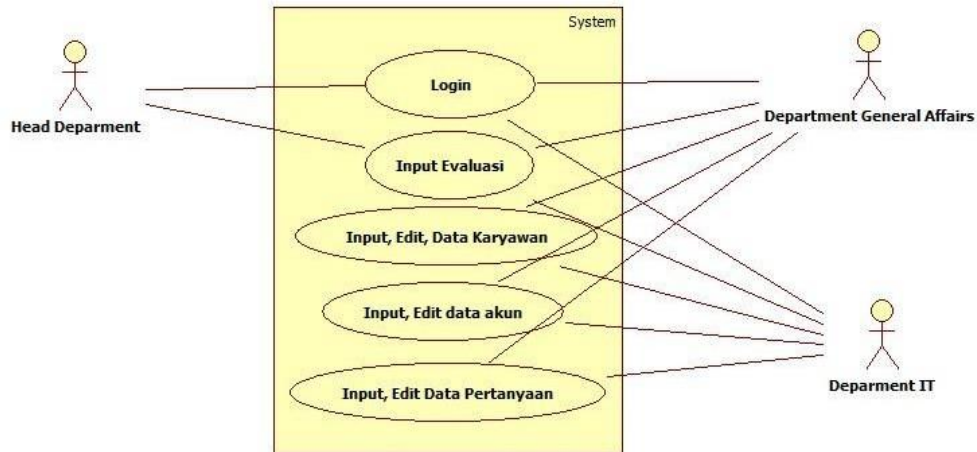 System
Login
Head Deparment
Department General Affairs
Input Evaluasi
Input, Edit, Data Karyawan
Input, Edit data akun
Input, Edit Data Pertanyaan
Deparment IT